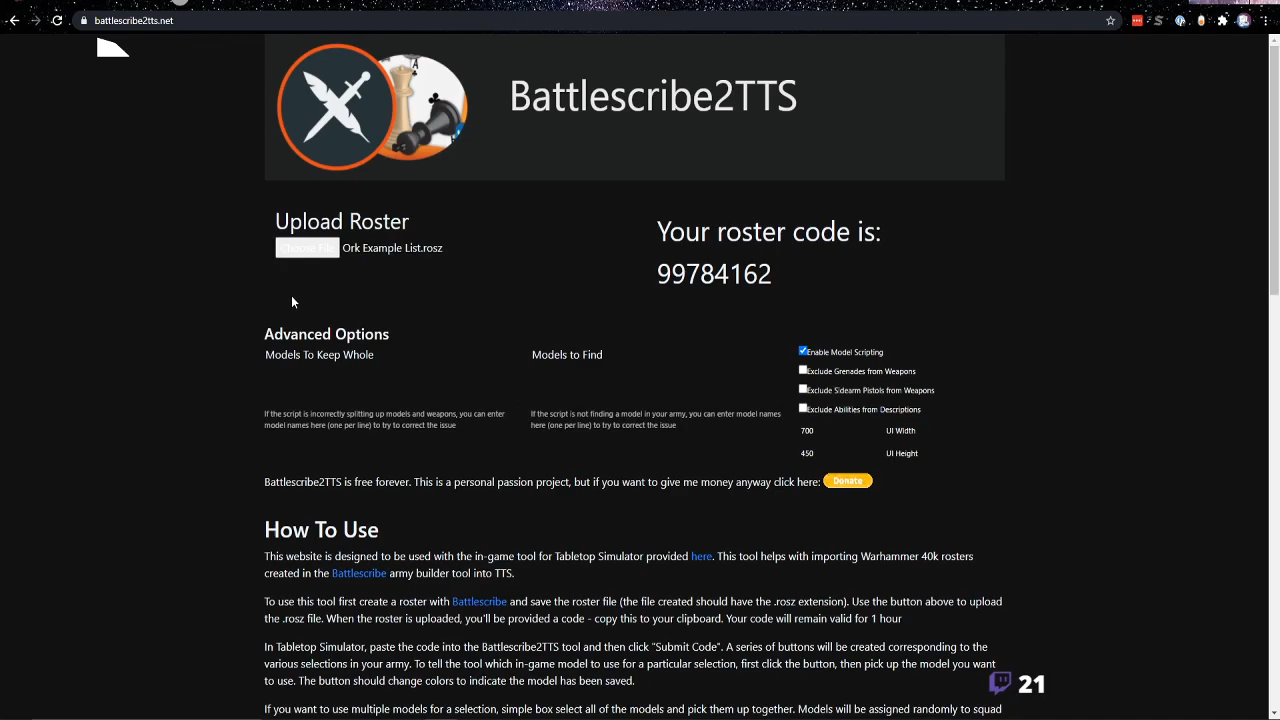 battlescribe2tts.net
Battlescribe2TTS
Upload Roster
Choose File Ork Example List.rosz
Your roster code is:
99784162
Advanced Options
Models To Keep Whole
If the script is incorrectly splitting up models and weapons, you can enter
model names here (one per line) to try to correct the issue
Models to Find
If the script is not finding a model in your army, you can enter model names
here (one per line) to try to correct the issue
Enable Model Scripting
Exclude Grenades from Weapons
Exclude Sidearm Pistols from Weapons
Exclude Abilities from Descriptions
700 UI Width
450 UI Height
Battlescribe2TTS is free forever. This is a personal passion project, but if you want to give me money anyway click here: Donate
How To Use
This website is designed to be used with the in-game tool for Tabletop Simulator provided here. This tool helps with importing Warhammer 40k rosters
created in the Battlescribe army builder tool into TTS.
To use this tool first create a roster with Battlescribe and save the roster file (the file created should have the .rosz extension). Use the button above to upload
the .rosz file. When the roster is uploaded, you'll be provided a code - copy this to your clipboard. Your code will remain valid for 1 hour
In Tabletop Simulator, paste the code into the Battlescribe2TTS tool and then click "Submit Code". A series of buttons will be created corresponding to the
various selections in your army. To tell the tool which in-game model to use for a particular selection, first click the button, then pick up the model you want
to use. The button should change colors to indicate the model has been saved.
21
If you want to use multiple models for a selection, simple box select all of the models and pick them up together. Models will be assigned randomly to squad